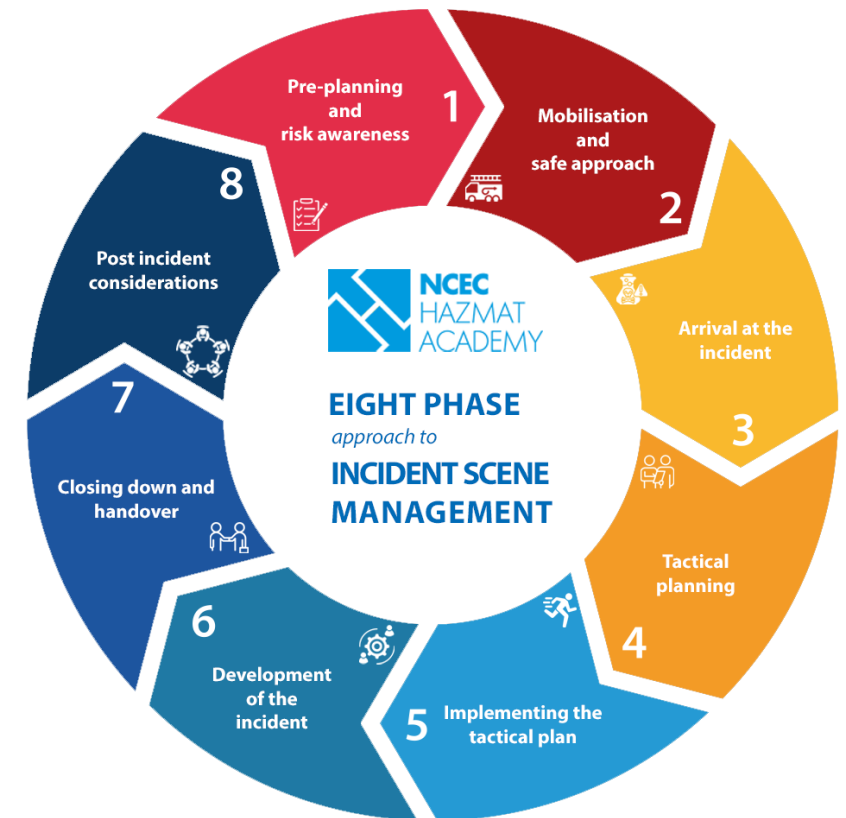 NCEC
HAZMAT
ACADEMY
EIGHT PHASE
approach to
INCIDENT SCENE
MANAGEMENT
1
Pre-planning
and
risk awareness
2
Mobilisation
and
safe approach
3
Arrival at the
incident
4
Tactical
planning
5
Implementing the
tactical plan
6
Development
of the
incident
7
Closing down and
handover
8
Post incident
considerations